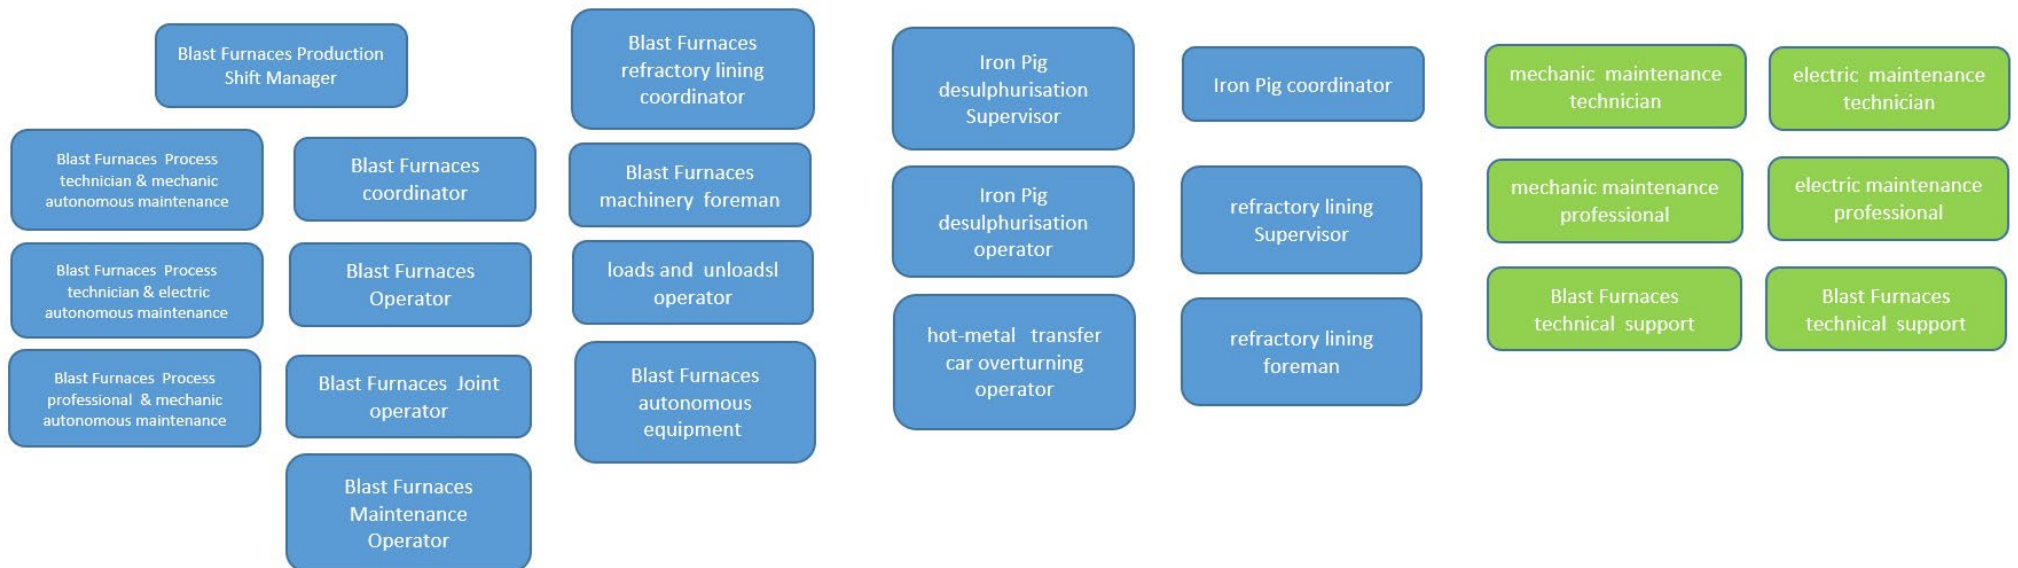 Blast Furnaces Production
Shift Manager
Blast Furnaces Process
technician & mechanic
autonomous maintenance
Blast Furnaces Process
technician & electric
autonomous maintenance
Blast Furnaces Process
professional & mechanic
autonomous maintenance
Blast Furnaces
coordinator
Blast Furnaces
Operator
Blast Furnaces Joint
operator
Blast Furnaces
Maintenance
Operator
Blast Furnaces
refractory lining
coordinator
Blast Furnaces
machinery foreman
loads and unloadsl
operator
Blast Furnaces
autonomous
equipment
Iron Pig
desulphurisation
Supervisor
Iron Pig
desulphurisation
operator
hot-metal transfer
car overturning
operator
Iron Pig coordinator
refractory lining
Supervisor
refractory lining
foreman
mechanic maintenance
technician
mechanic maintenance
professional
Blast Furnaces
technical support
electric maintenance
technician
electric maintenance
professional
Blast Furnaces
technical support